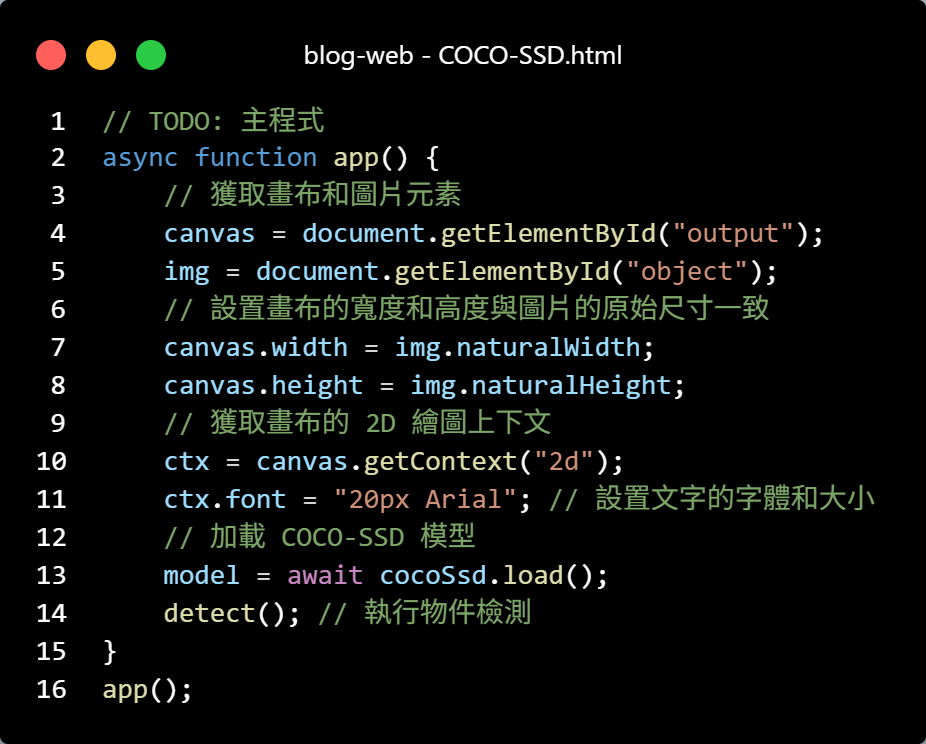 blog-web - COCO-SSD.html
1 // TODO: 主程式
2 async function app() {
3 // 獲取畫布和圖片元素
4 canvas = document.getElementById("output");
5 img = document.getElementById("object");
6 // 設置畫布的寬度和高度與圖片的原始尺寸一致
7 canvas.width = img.naturalWidth;
8 canvas.height = img.naturalHeight;
9 // 獲取畫布的 2D 繪圖上下文
10 ctx = canvas.getContext("2d");
11 ctx.font = "20px Arial"; // 設置文字的字體和大小
12 // 加載 COCO-SSD 模型
13 model = await cocoSsd.load();
14 detect(); // 執行物件檢測
15 }
16 app();